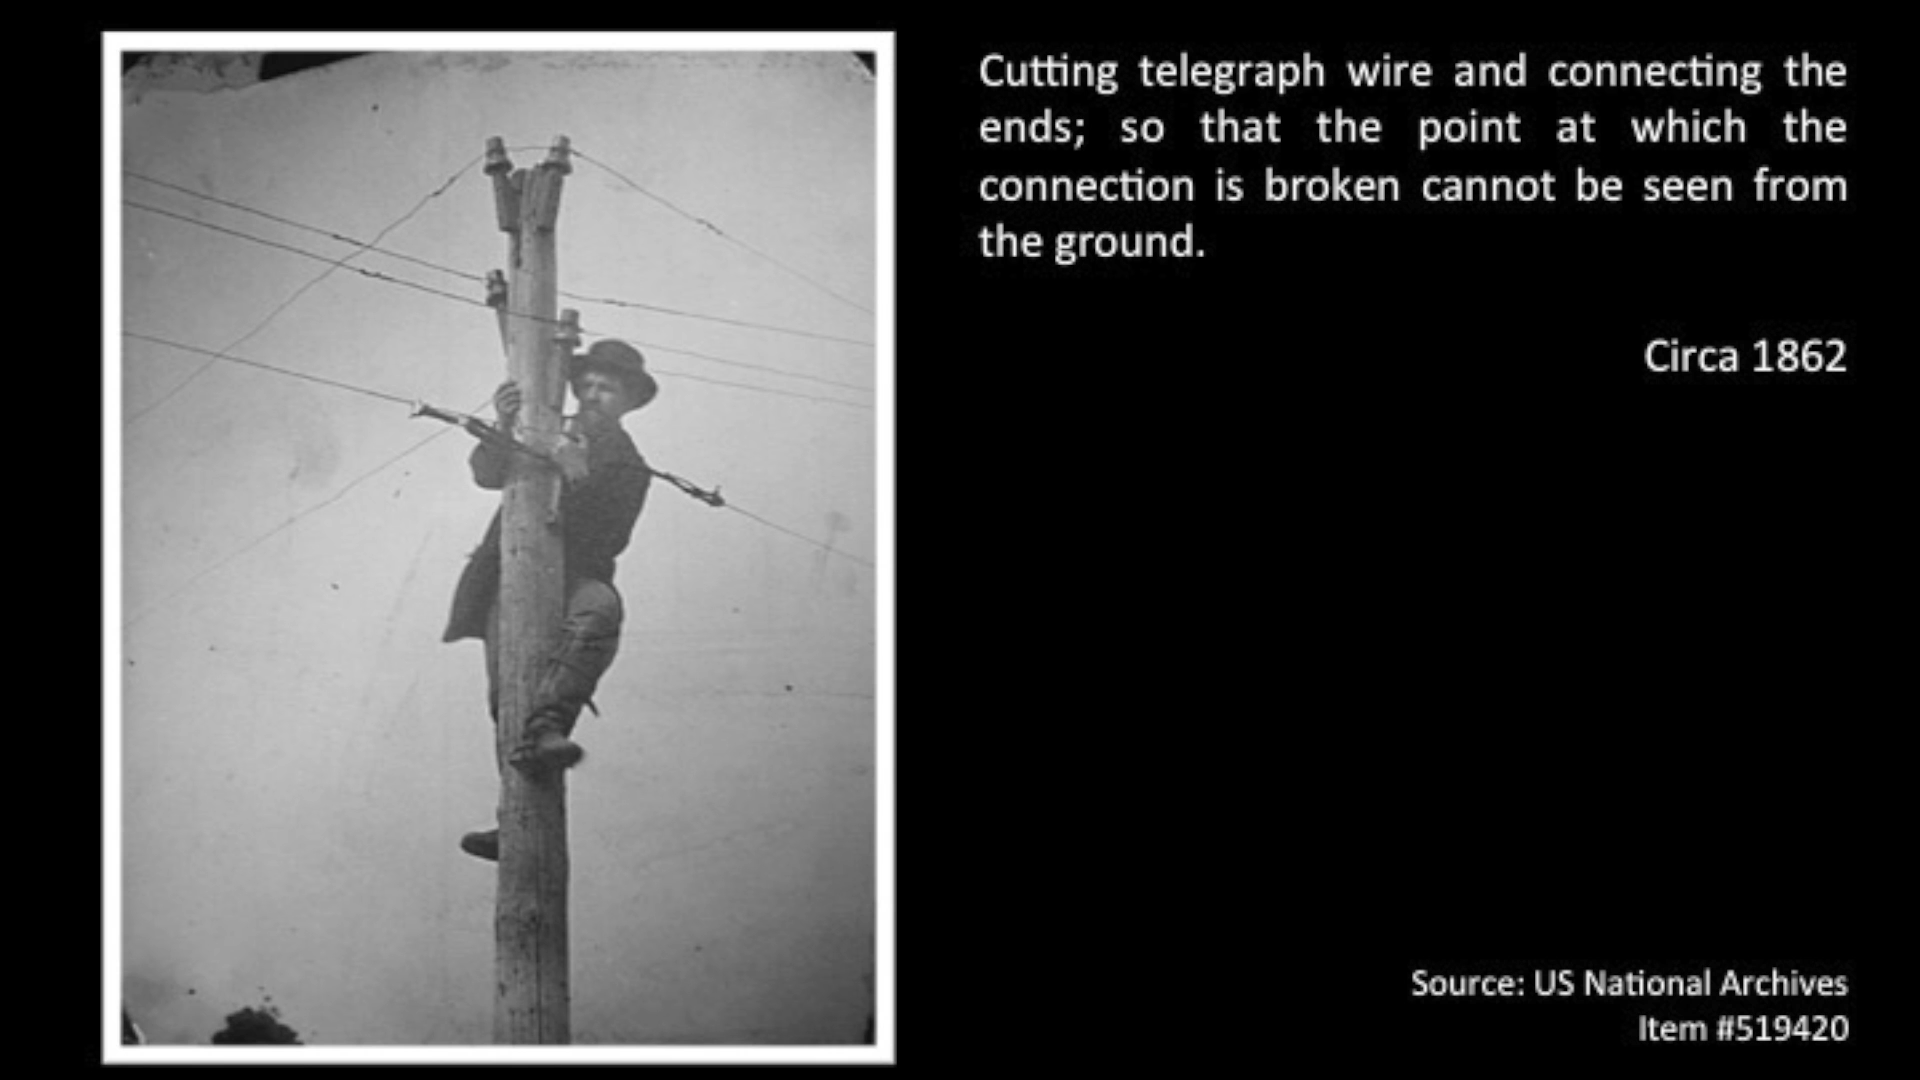 Cutting telegraph wire and connecting the
ends; so that the point at which the
connection is broken cannot be seen from
the ground.
Circa 1862
Source: US National Archives
Item #519420